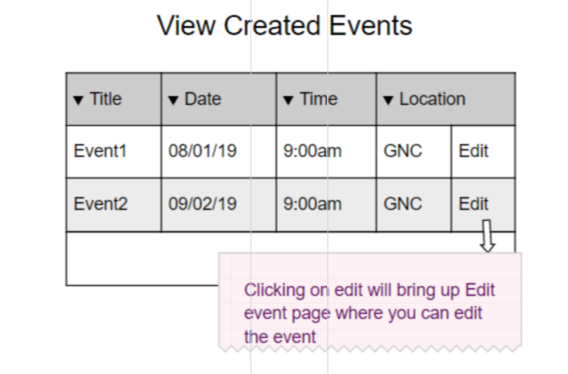 View Created Events
▼ Title ▼ Date ▼ Time ▼ Location
Event1 08/01/19 9:00am GNC Edit
Event2 09/02/19 9:00am GNC Edit
Clicking on edit will bring up Edit
event page where you can edit
the event